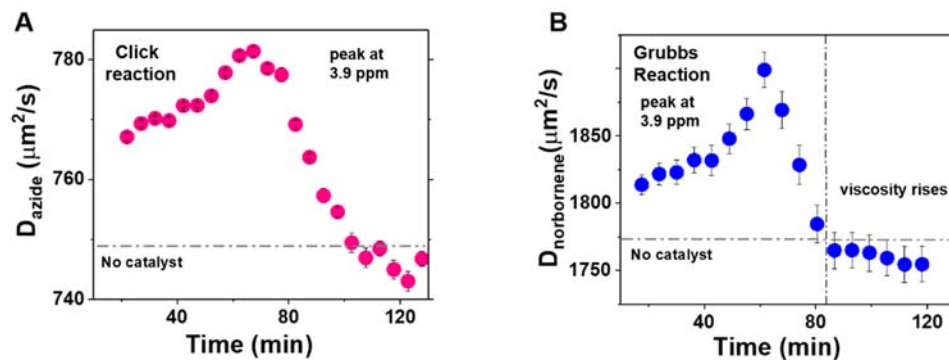 A
Click
reaction
peak at
3.9 ppm
780
760
740
D_azide (μm²/s)
No catalyst
40
80
120
Time (min)
B
Grubbs
Reaction
peak at
3.9 ppm
1850
1800
1750
D_norbornene(μm²/s)
viscosity rises
No catalyst
40
80
120
Time (min)